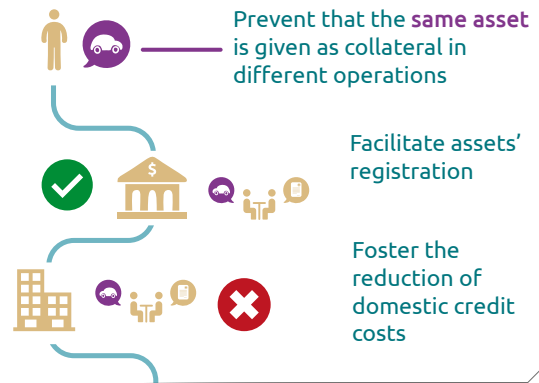 Prevent that the same asset
is given as collateral in
different operations
$
Facilitate assets'
registration
Foster the
reduction of
domestic credit
costs